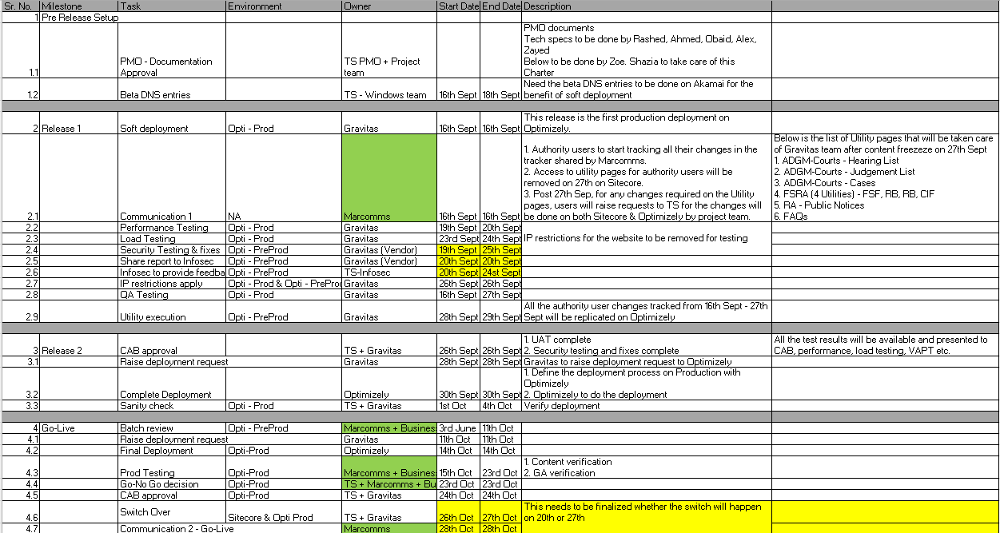 Sr. No. Milestone Task Environment Owner Start Date End Date Description
1 Pre Release Setup
PMO documents
Tech specs to be done by Rashed, Ahmed, Obaid, Alex,
Zayed
PMO - Documentation TS PMO + Project Below to be done by Zoe. Shazia to take care of this
1.1 Approval team Charter
Need the beta DNS entries to be done on Akamai for the
1.2 Beta DNS entries TS - Windows team 16th Sept 18th Sept benefit of soft deployment
This release is the first production deployment on
2 Release 1 Soft deployment Opti - Prod Gravitas 16th Sept 16th Sept Optimizely.
Below is the list of Utility pages that will be taken care
1. Authority users to start tracking all their changes in the of Gravitas team after content freezeze on 27th Sept
tracker shared by Marcomms. 1. ADGM-Courts - Hearing List
2. Access to utility pages for authority users will be 2. ADGM-Courts - Judgement List
removed on 27th on Sitecore. 3. ADGM-Courts - Cases
3. Post 27th Sep, for any changes required on the Utility 4. FSRA (4 Utilities) - FSF, RB, RB, CIF
pages, users will raise requests to TS for the changes will 5. RA - Public Notices
2.1 Communication 1 NA Marcomms 16th Sept 16th Sept be done on both Sitecore & Optimizely by project team. 6. FAQs
2.2 Performance Testing Opti - Prod Gravitas 19th Sept 20th Sept
2.3 Load Testing Opti - Prod Gravitas 23rd Sept 24th Sept IP restrictions for the website to be removed for testing
2.4 Security Testing & fixes Opti - PreProd Gravitas (Vendor) 19th Sept 25th Sept
2.5 Share report to Infosec Opti - PreProd Gravitas (Vendor) 20th Sept 20th Sept
2.6 Infosec to provide feedba Opti - PreProd TS-Infosec 20th Sept 24st Sept
2.7 IP restrictions apply Opti - Prod & Opti - PreProd Gravitas 26th Sept 26th Sept
2.8 QA Testing Opti - Prod Gravitas 16th Sept 27th Sept
All the authority user changes tracked from 16th Sept - 27th
2.9 Utility execution Opti - PreProd Gravitas 28th Sept 29th Sept Sept will be replicated on Optimizely
1. UAT complete All the test results will be available and presented to
3 Release 2 CAB approval TS + Gravitas 26th Sept 26th Sept 2. Security testing and fixes complete CAB, performance, load testing, VAPT etc.
3.1 Raise deployment request Gravitas 28th Sept 28th Sept Gravitas to raise deployment request to Optimizely
1. Define the deployment process on Production with
Optimizely
3.2 Complete Deployment Optimizely 30th Sept 30th Sept 2. Optimizely to do the deployment
3.3 Sanity check Opti - Prod TS + Gravitas 1st Oct 4th Oct Verify deployment
4 Go-Live Batch review Opti - PreProd Marcomms + Busines 3rd June 11th Oct
4.1 Raise deployment request Gravitas 11th Oct 11th Oct
4.2 Final Deployment Opti-Prod Optimizely 14th Oct 14th Oct
1. Content verification
4.3 Prod Testing Opti-Prod Marcomms + Busines 15th Oct 23rd Oct 2. GA verification
4.4 Go-No Go decision Opti-Prod TS + Marcomms + Bu 23rd Oct 23rd Oct
4.5 CAB approval Opti-Prod TS + Gravitas 24th Oct 24th Oct
Switch Over This needs to be finalized whether the switch will happen
4.6 Sitecore & Opti Prod TS + Gravitas 26th Oct 27th Oct on 20th or 27th
4.7 Communication 2 - Go-Live Marcomms 28th Oct 28th Oct